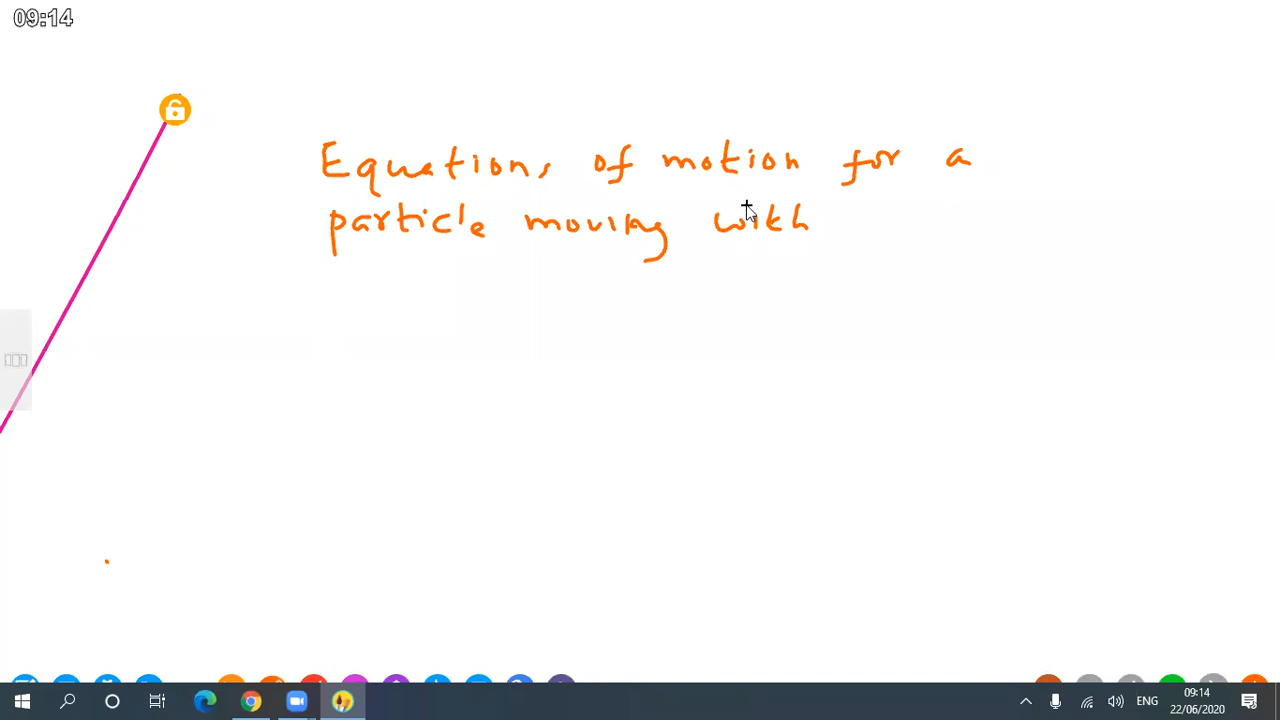 09:14
Equations of motion for a
particle moving with
ENG
09:14
22/06/2020